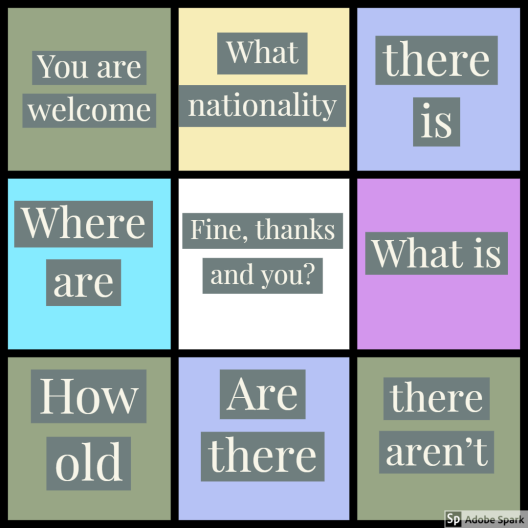 You are
welcome
What
nationality
there
is
Where
are
Fine, thanks
and you?
What is
How
old
Are
there
there
aren't
Sp Adobe Spark